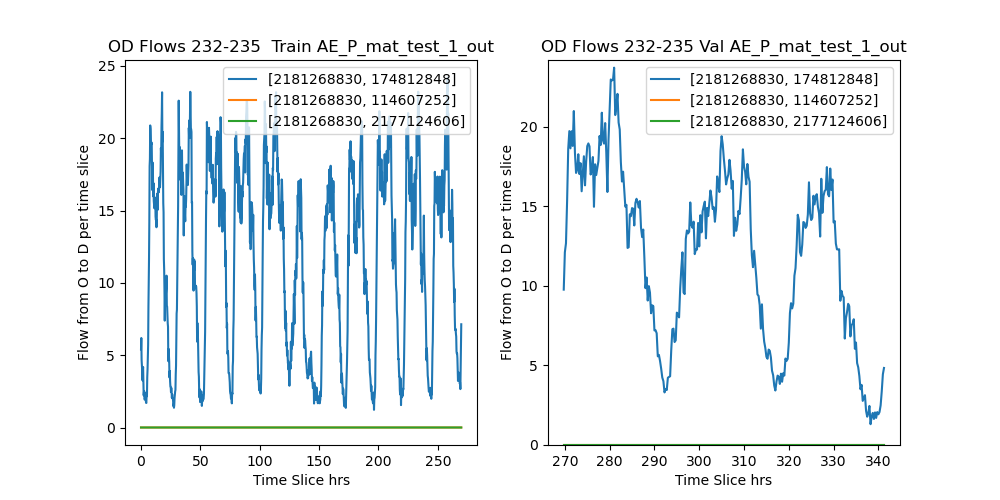 OD Flows 232-235  Train AE_P_mat_test_1_out
[2181268830, 174812848]
[2181268830, 114607252]
[2181268830, 2177124606]
Flow from O to D per time slice
25
20
15
10
5
0
0 50 100 150 200 250
Time Slice hrs
OD Flows 232-235 Val AE_P_mat_test_1_out
[2181268830, 174812848]
[2181268830, 114607252]
[2181268830, 2177124606]
Flow from O to D per time slice
20
15
10
5
0
270 280 290 300 310 320 330 340
Time Slice hrs